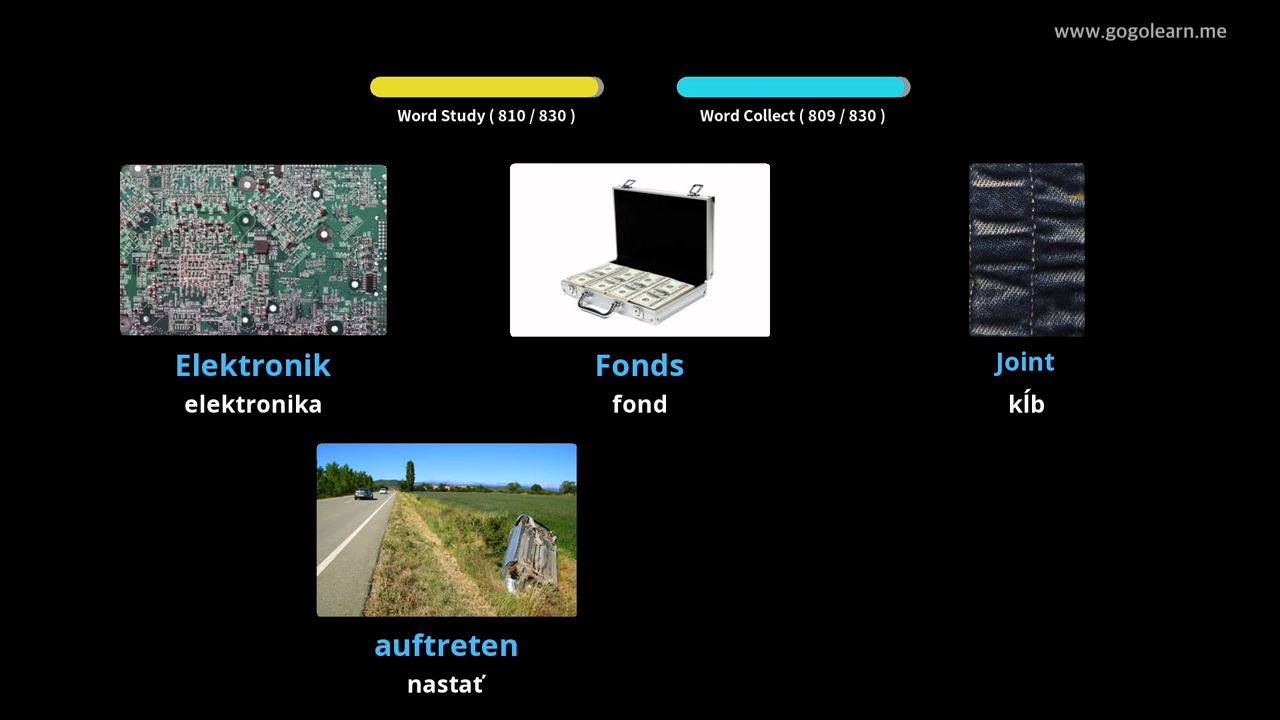 www.gogolearn.me
Word Study ( 810 / 830 )
Word Collect ( 809 / 830 )
Elektronik
elektronika
Fonds
fond
Joint
kĺb
auftreten
nastať